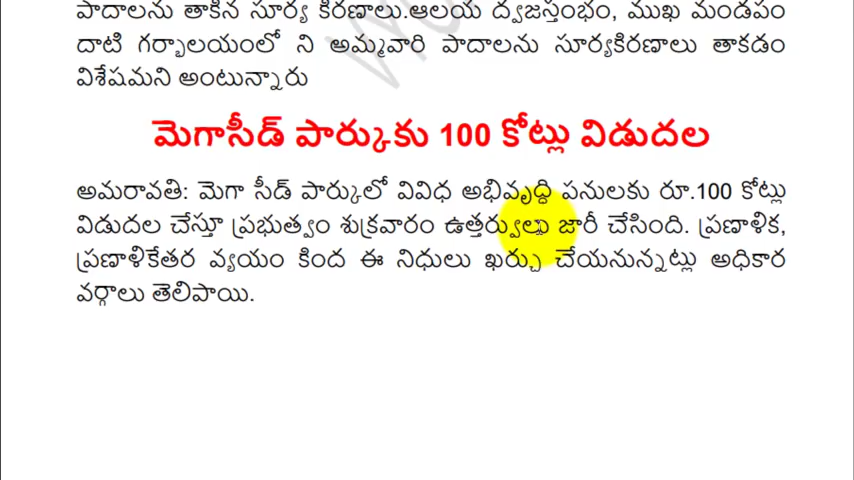 పాదాలను తాకిన సూర్య కిరణాలు.ఆలయ ద్వజస్తంభం, ముఖ మండపం
దాటి గర్భాలయంలో ని అమ్మవారి పాదాలను సూర్యకిరణాలు తాకడం
విశేషమని అంటున్నారు
మెగాసీడ్ పార్కుకు 100 కోట్లు విడుదల
అమరావతి: మెగా సీడ్ పార్కులో వివిధ అభివృద్ధి పనులకు రూ.100 కోట్లు
విడుదల చేస్తూ ప్రభుత్వం శుక్రవారం ఉత్తర్వులు జారీ చేసింది. ప్రణాళిక,
ప్రణాళికేతర వ్యయం కింద ఈ నిధులు ఖర్చు చేయనున్నట్లు అధికార
వర్గాలు తెలిపాయి.